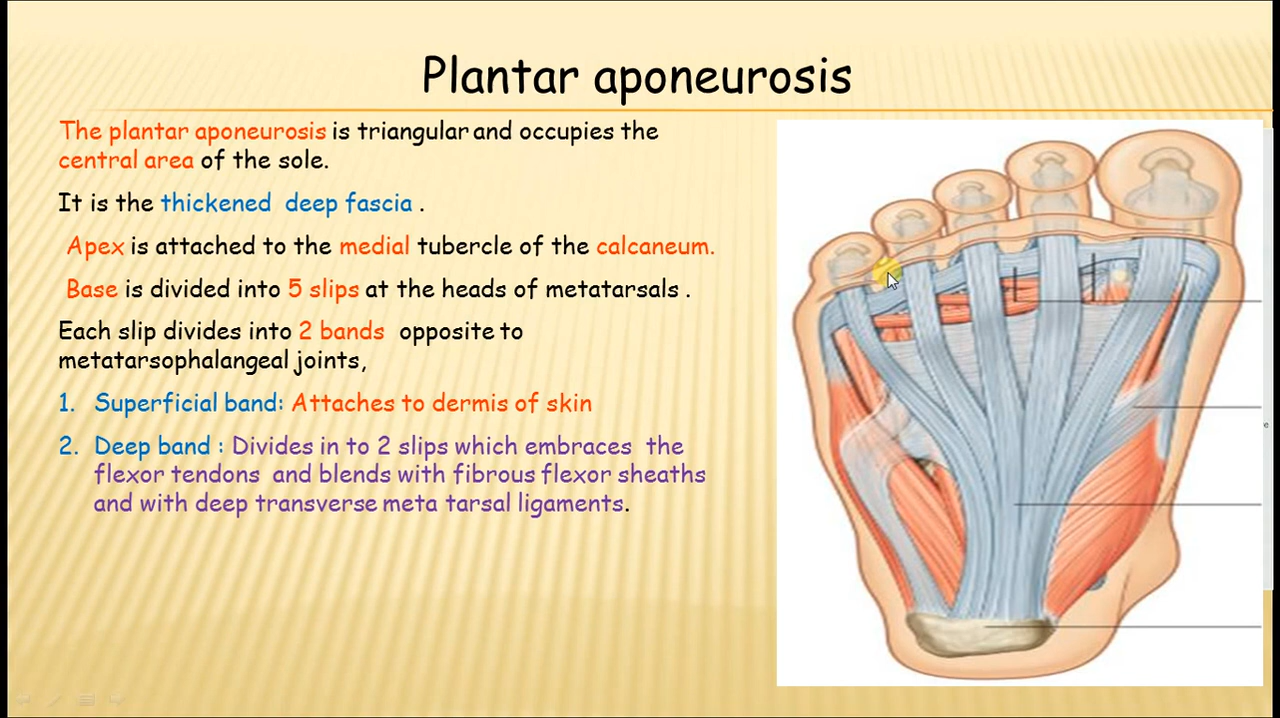 Plantar aponeurosis
The plantar aponeurosis is triangular and occupies the
central area of the sole.
It is the thickened  deep fascia .
Apex is attached to the medial tubercle of the calcaneum.
Base is divided into 5 slips at the heads of metatarsals .
Each slip divides into 2 bands  opposite to
metatarsophalangeal joints,
1. Superficial band: Attaches to dermis of skin
2. Deep band : Divides in to 2 slips which embraces  the
flexor tendons  and blends with fibrous flexor sheaths
and with deep transverse meta tarsal ligaments.